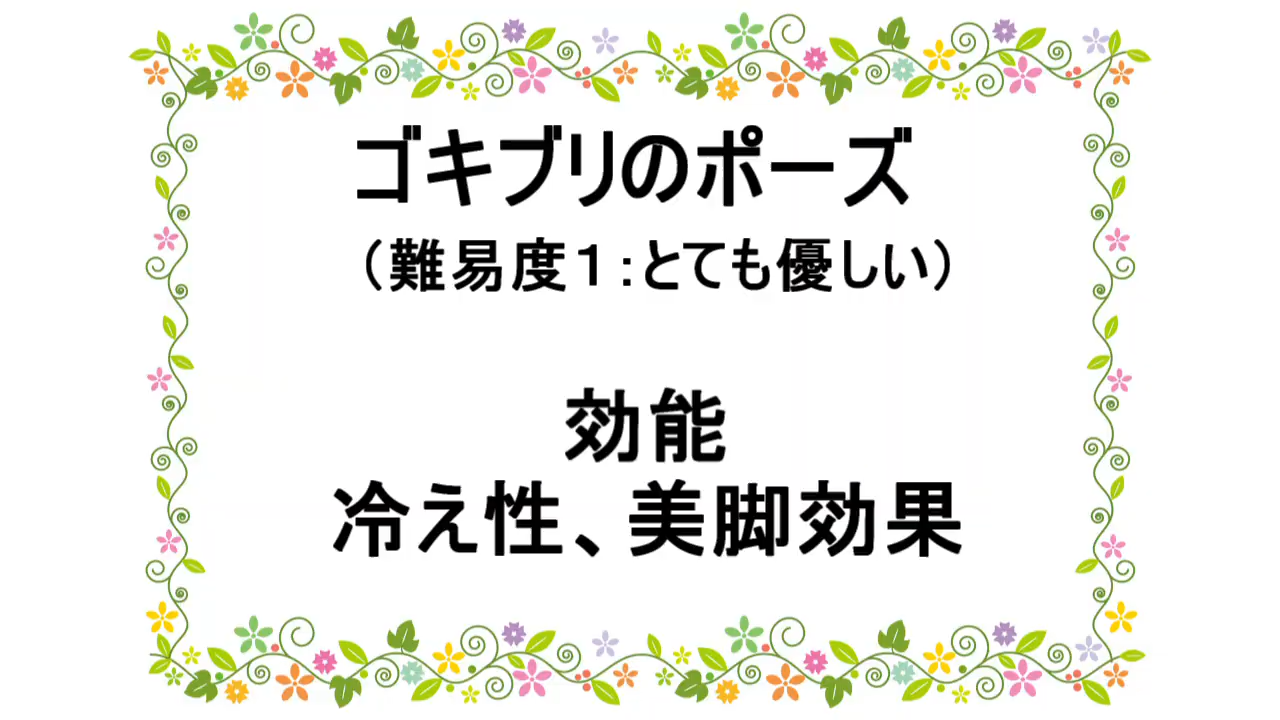 ゴキブリのポーズ
（難易度１：とても優しい）
効能
冷え性、美脚効果